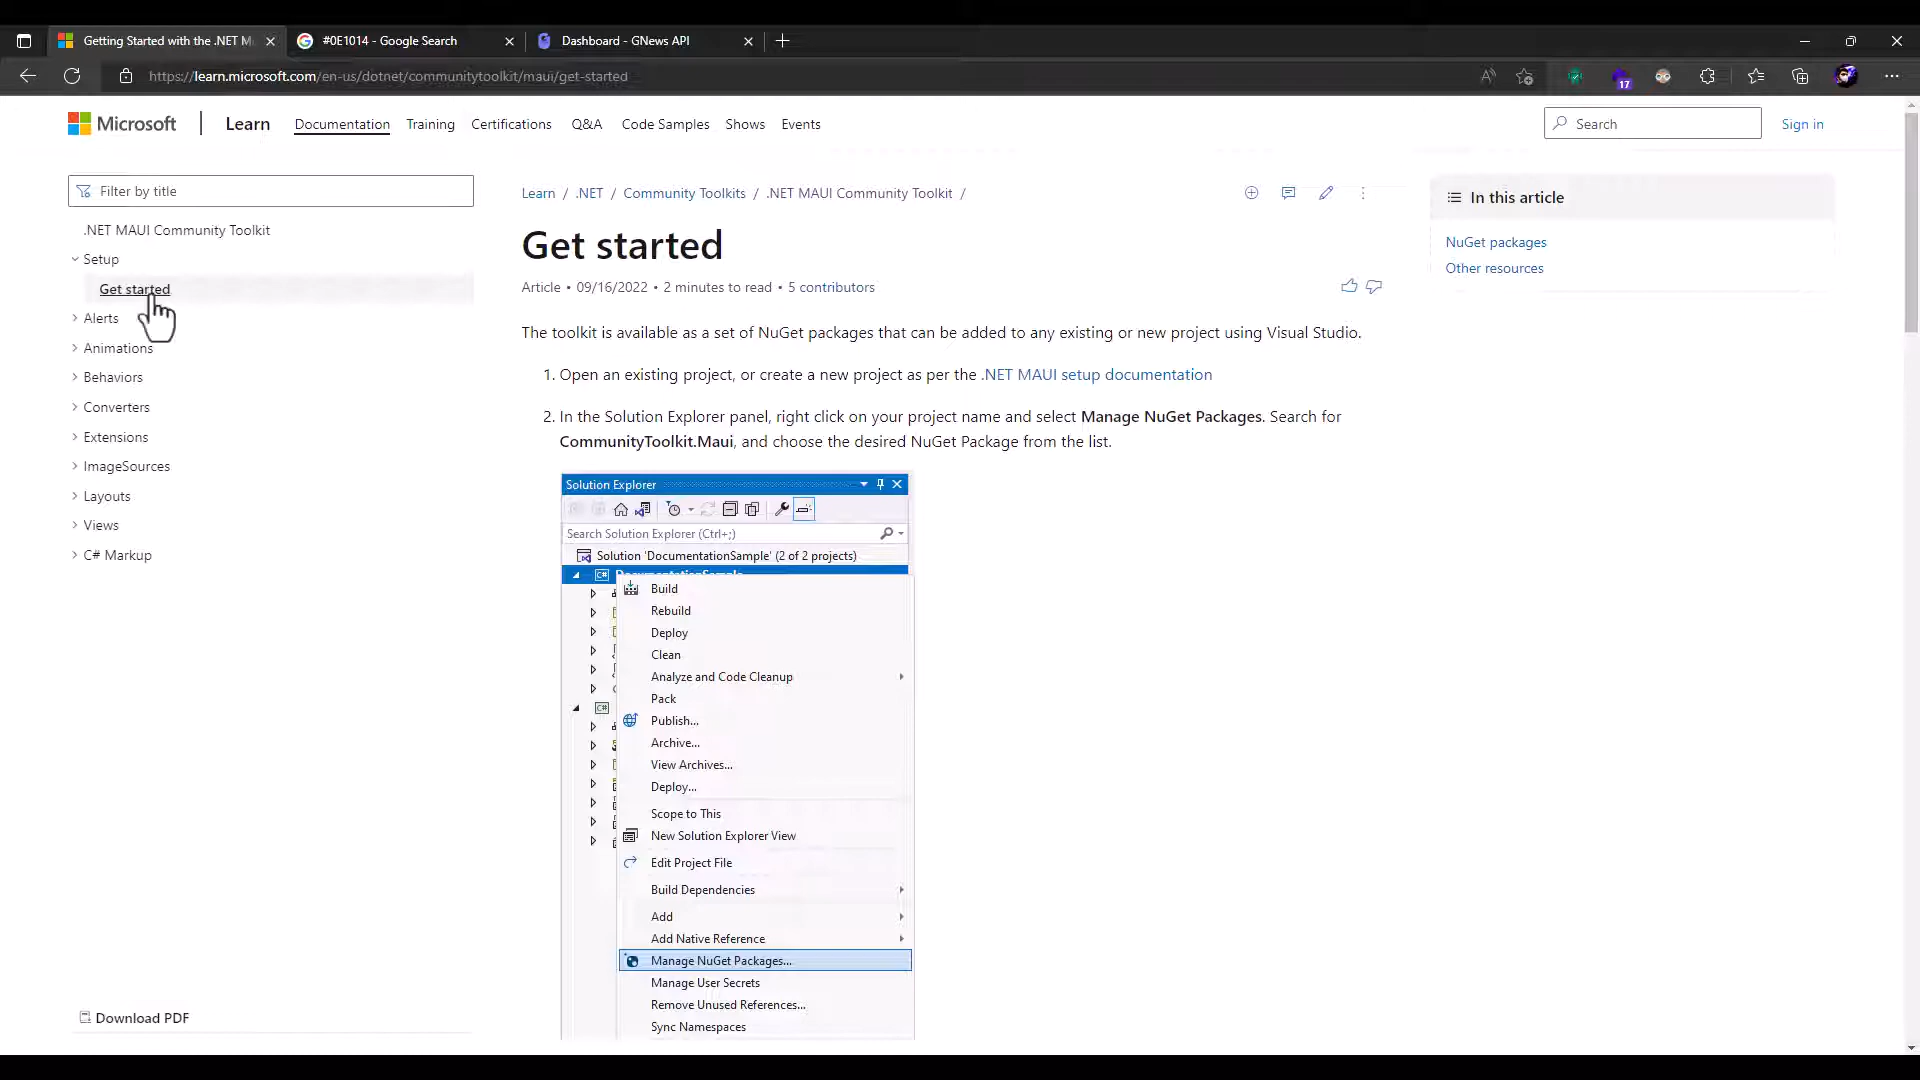 Getting Started with the .NET M
#0E1014 - Google Search
Dashboard - GNews API
https://learn.microsoft.com/en-us/dotnet/communitytoolkit/maui/get-started
17
Microsoft
Learn
Documentation
Training
Certifications
Q&A
Code Samples
Shows
Events
Search
Sign in
Filter by title
.NET MAUI Community Toolkit
Setup
Get started
Alerts
Animations
Behaviors
Converters
Extensions
ImageSources
Layouts
Views
C# Markup
Download PDF
Learn / .NET / Community Toolkits / .NET MAUI Community Toolkit /
Get started
Article • 09/16/2022 • 2 minutes to read • 5 contributors
The toolkit is available as a set of NuGet packages that can be added to any existing or new project using Visual Studio.
1. Open an existing project, or create a new project as per the .NET MAUI setup documentation
2. In the Solution Explorer panel, right click on your project name and select Manage NuGet Packages. Search for
CommunityToolkit.Maui, and choose the desired NuGet Package from the list.
Solution Explorer
Search Solution Explorer (Ctrl+;)
Solution 'DocumentationSample' (2 of 2 projects)
DocumentationSample
Build
Rebuild
Deploy
Clean
Analyze and Code Cleanup
Pack
Publish...
Archive...
View Archives...
Deploy...
Scope to This
New Solution Explorer View
Edit Project File
Build Dependencies
Add
Add Native Reference
Manage NuGet Packages...
Manage User Secrets
Remove Unused References...
Sync Namespaces
In this article
NuGet packages
Other resources